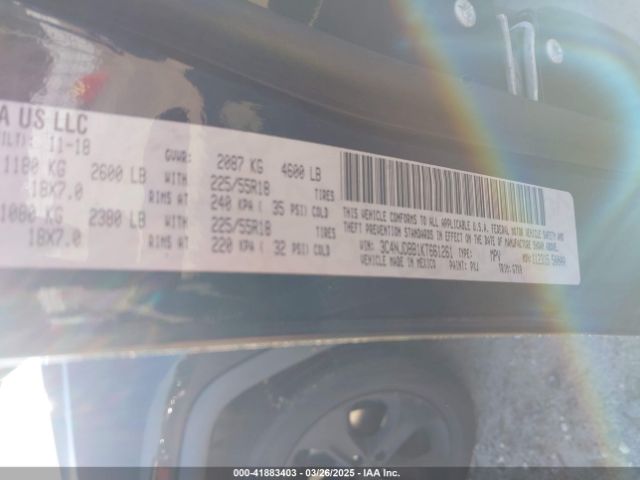 A US LLC
11-18
GVWR: 2087 KG 4600 LB
1180 KG 2600 LB WITH 225/55R18 TIRES
18X7.0 RIMS AT 240 KPA ( 35 PSI) COLD
1080 KG 2380 LB WITH 225/55R18 TIRES
18X7.0 RIMS AT 220 KPA ( 32 PSI) COLD
THIS VEHICLE CONFORMS TO ALL APPLICABLE U.S.A. FEDERAL MOTOR VEHICLE SAFETY AND
THEFT PREVENTION STANDARDS IN EFFECT ON THE DATE OF MANUFACTURE SHOWN ABOVE.
VIN: 3C4NJDBB1KT661261 TYPE: MPV
VEHICLE MADE IN MEXICO PAINT: TRIM:
000-41883403 • 03/26/2025 • IAA Inc.